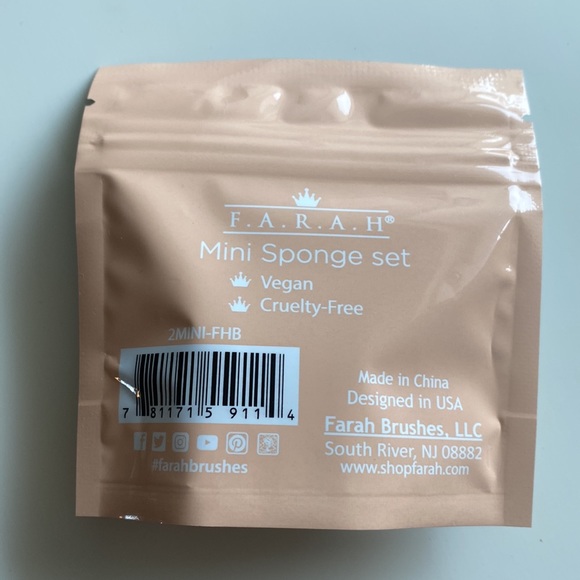 F.A.R.A.H®
Mini Sponge set
Vegan
Cruelty-Free
2MINI-FHB
7 81171 5 911 4
#farahbrushes
Made in China
Designed in USA
Farah Brushes, LLC
South River, NJ 08882
www.shopfarah.com